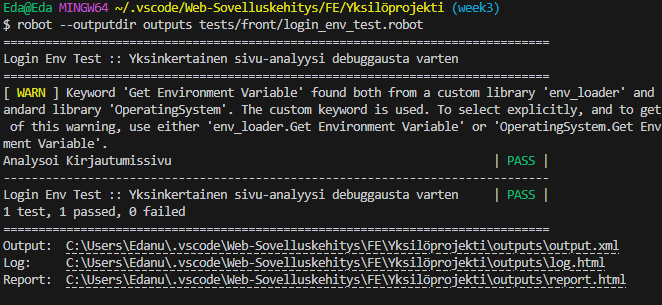 Eda@Eda MINGW64 ~/.vscode/Web-Sovelluskehitys/FE/Yksilöprojekti (week3)
$ robot --outputdir outputs tests/front/login_env_test.robot
==============================================================================
Login Env Test :: Yksinkertainen sivu-analyysi debuggausta varten
==============================================================================
[ WARN ] Keyword 'Get Environment Variable' found both from a custom library 'env_loader' and
andard library 'OperatingSystem'. The custom keyword is used. To select explicitly, and to get
of this warning, use either 'env_loader.Get Environment Variable' or 'OperatingSystem.Get Env
ment Variable'.
Analysoi Kirjautumissivu | PASS |
------------------------------------------------------------------------------
Login Env Test :: Yksinkertainen sivu-analyysi debuggausta varten | PASS |
1 test, 1 passed, 0 failed
==============================================================================
Output: C:\Users\Edanu\.vscode\Web-Sovelluskehitys\FE\Yksilöprojekti\outputs\output.xml
Log: C:\Users\Edanu\.vscode\Web-Sovelluskehitys\FE\Yksilöprojekti\outputs\log.html
Report: C:\Users\Edanu\.vscode\Web-Sovelluskehitys\FE\Yksilöprojekti\outputs\report.html